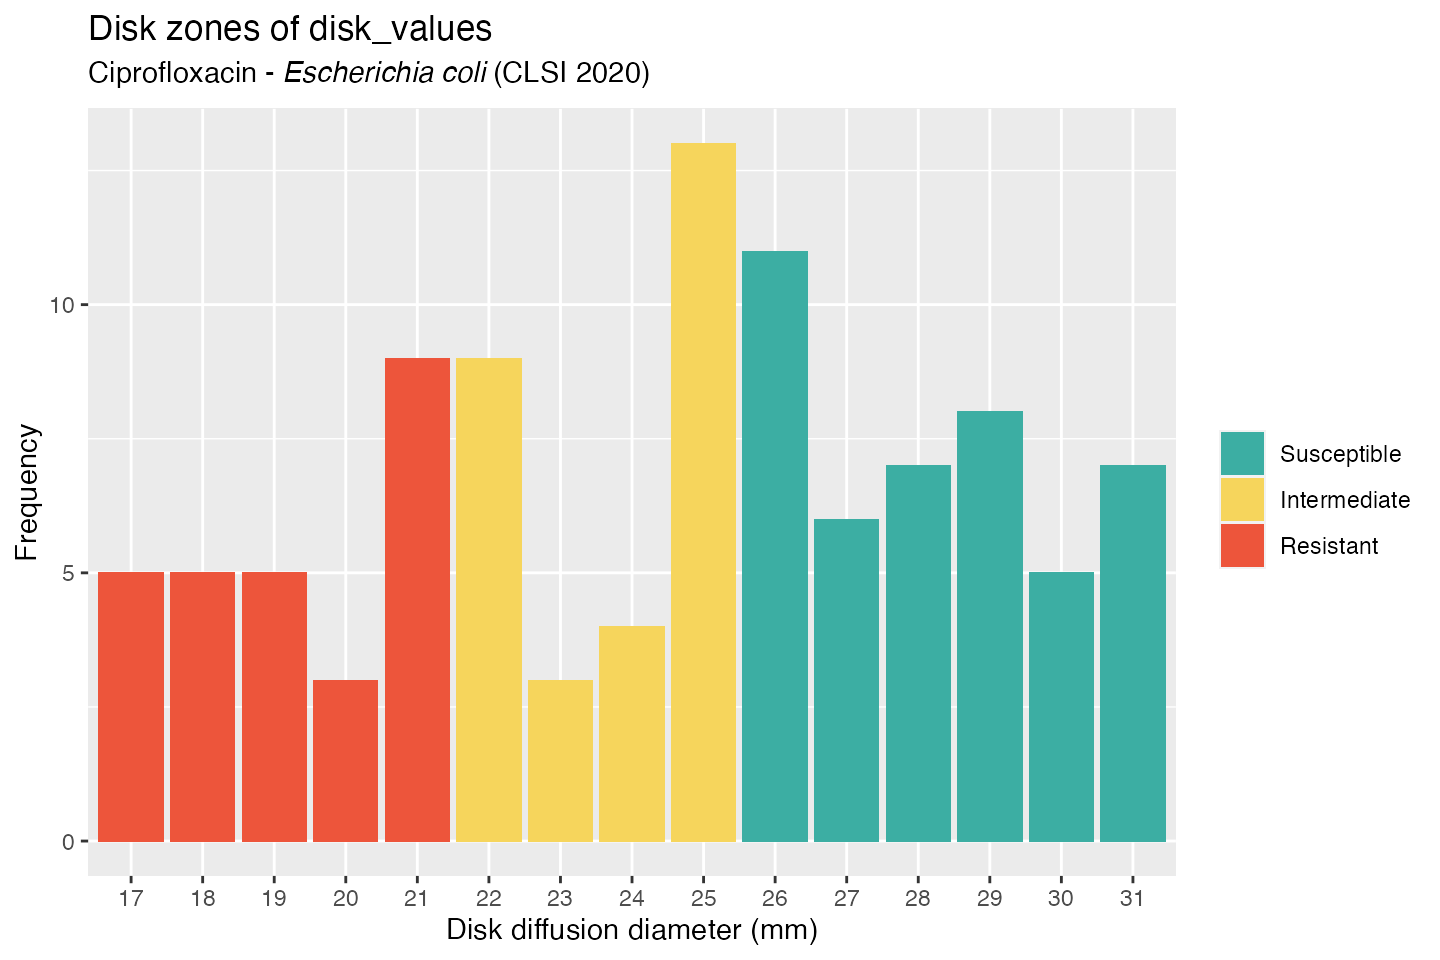 Disk zones of disk_values
Ciprofloxacin - Escherichia coli (CLSI 2020)
Frequency
10
5
0
17 18 19 20 21 22 23 24 25 26 27 28 29 30 31
Disk diffusion diameter (mm)
Susceptible
Intermediate
Resistant